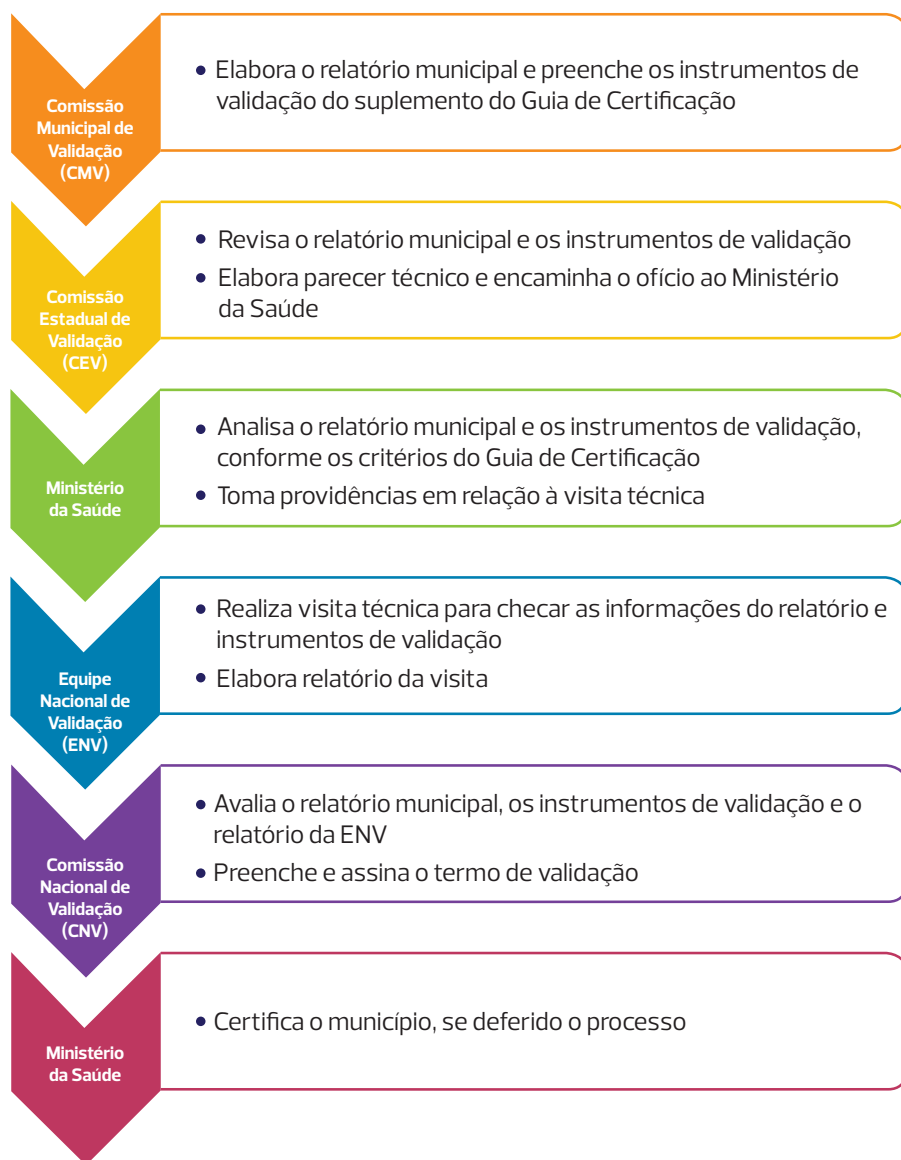 Comissão
Municipal de
Validação
(CMV)
• Elabora o relatório municipal e preenche os instrumentos de
validação do suplemento do Guia de Certificação
Comissão
Estadual de
Validação
(CEV)
• Revisa o relatório municipal e os instrumentos de validação
• Elabora parecer técnico e encaminha o ofício ao Ministério
da Saúde
Ministério
da Saúde
• Analisa o relatório municipal e os instrumentos de validação,
conforme os critérios do Guia de Certificação
• Toma providências em relação à visita técnica
Equipe
Nacional de
Validação
(ENV)
• Realiza visita técnica para checar as informações do relatório e
instrumentos de validação
• Elabora relatório da visita
Comissão
Nacional de
Validação
(CNV)
• Avalia o relatório municipal, os instrumentos de validação e o
relatório da ENV
• Preenche e assina o termo de validação
Ministério
da Saúde
• Certifica o município, se deferido o processo